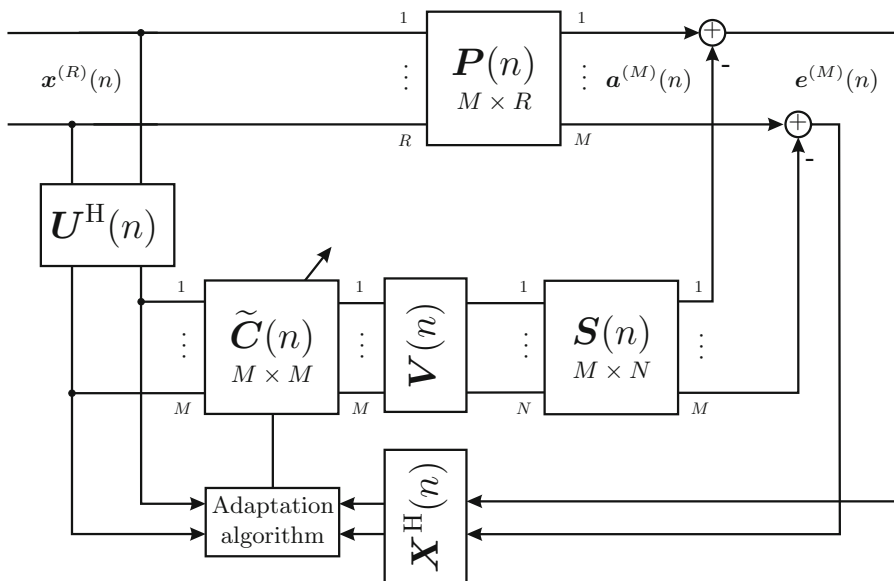 1 1
P(n)
M × R
x^{(R)}(n) ⋮ ⋮ a^{(M)}(n) - e^{(M)}(n)
+ +
R M -
U^H(n)
1 1 1 1
C̃(n) V(n) S(n)
M × M M × N
⋮ ⋮ ⋮ ⋮
M M N M
Adaptation
algorithm
X^H(n)